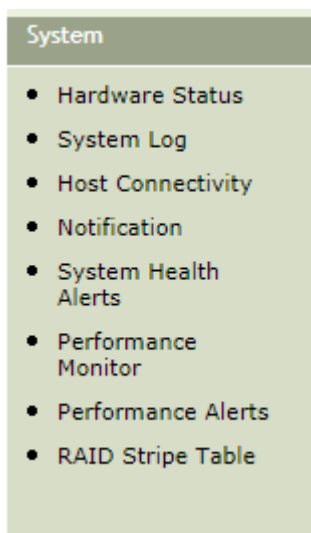 System
Hardware Status
System Log
Host Connectivity
Notification
System Health
Alerts
Performance
Monitor
Performance Alerts
RAID Stripe Table